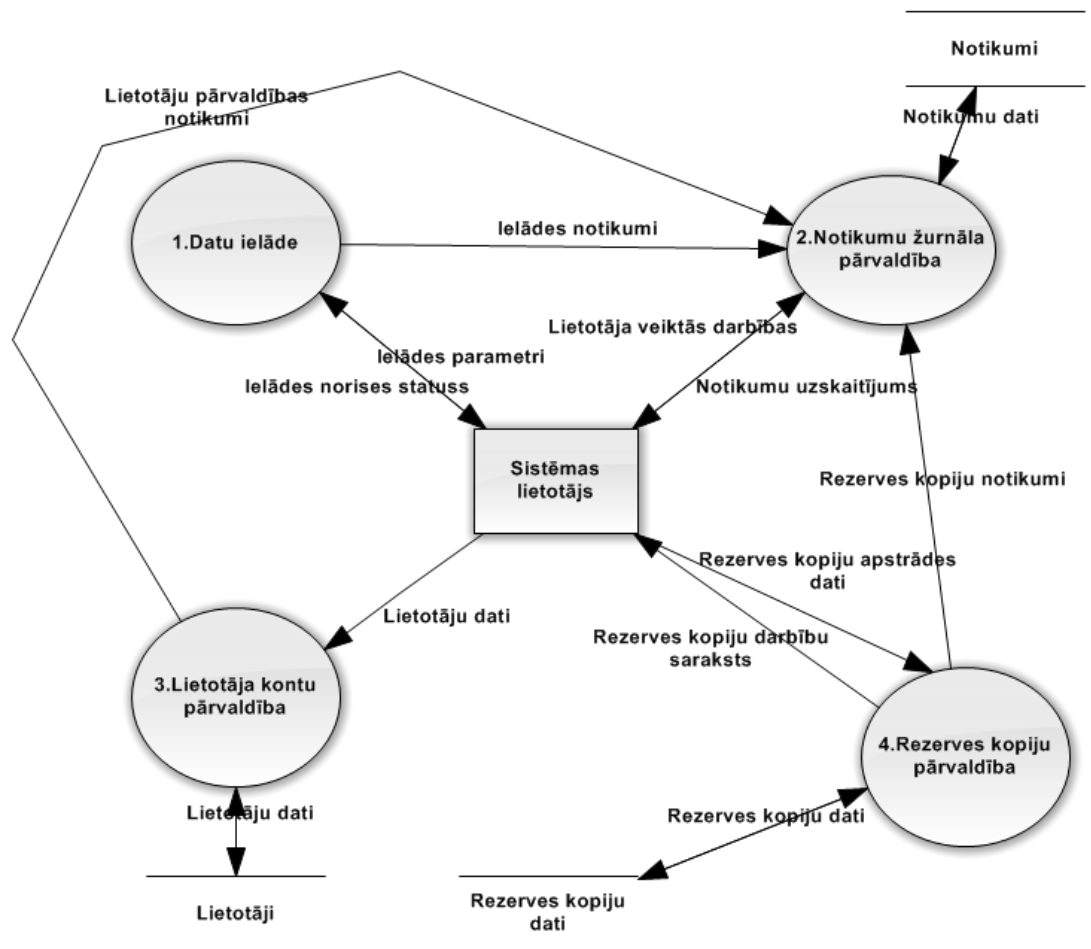 Notikumi
Lietotāju pārvaldības
notikumi
Notikumu dati
1.Datu ielāde
Ielādes notikumi
2.Notikumu žurnāla
pārvaldība
Lietotāja veiktās darbības
Ielādes parametri
Ielādes norises statuss
Notikumu uzskaitījums
Sistēmas
lietotājs
Rezerves kopiju notikumi
Rezerves kopiju apstrādes
dati
Lietotāju dati
Rezerves kopiju darbību
saraksts
3.Lietotāja kontu
pārvaldība
4.Rezerves kopiju
pārvaldība
Lietotāju dati
Rezerves kopiju dati
Lietotāji
Rezerves kopiju
dati